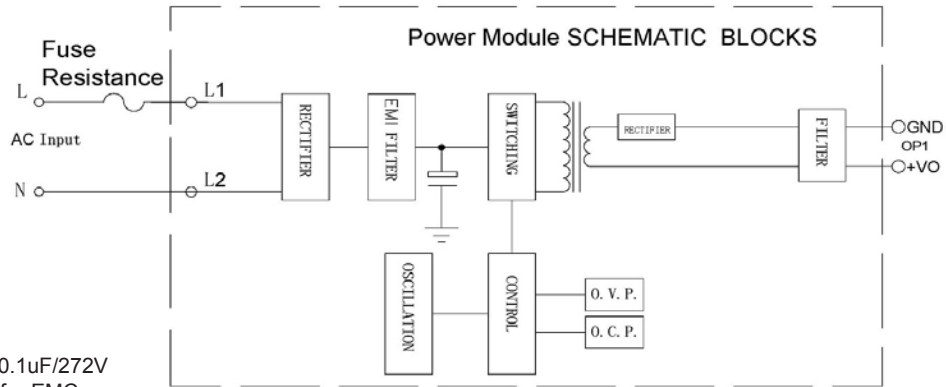 Power Module SCHEMATIC BLOCKS
Fuse
Resistance
L
L1
AC Input
N
L2
RECTIFIER
EMI FILTER
SWITCHING
RECTIFIER
FILTER
GND
OP1
+VO
OSCILLATION
CONTROL
O. V. P.
O. C. P.
0.1uF/272V